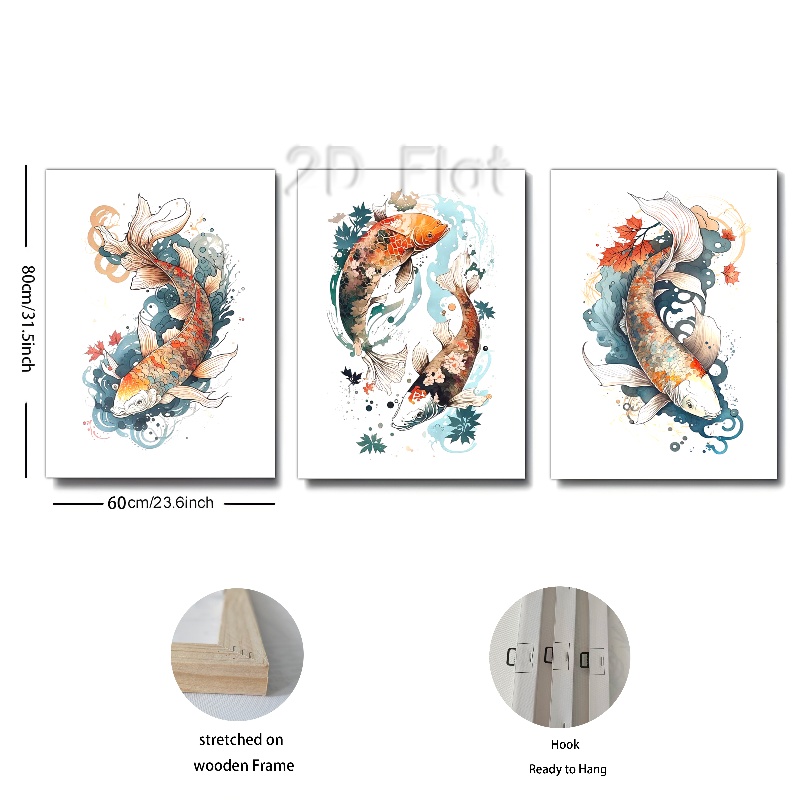 2D Flat
80cm/31.5inch
60cm/23.6inch
stretched on
wooden Frame
Hook
Ready to Hang